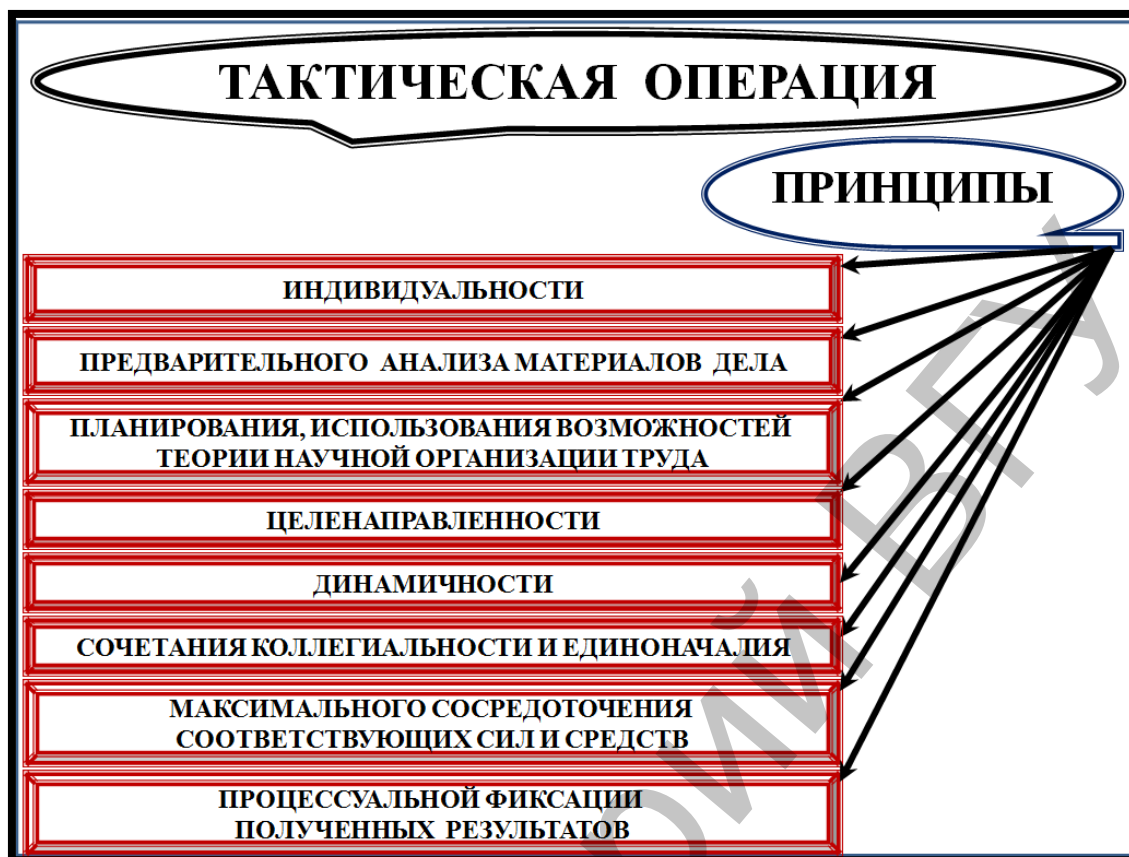 ТАКТИЧЕСКАЯ ОПЕРАЦИЯ
ПРИНЦИПЫ
ИНДИВИДУАЛЬНОСТИ
ПРЕДВАРИТЕЛЬНОГО АНАЛИЗА МАТЕРИАЛОВ ДЕЛА
ПЛАНИРОВАНИЯ, ИСПОЛЬЗОВАНИЯ ВОЗМОЖНОСТЕЙ
ТЕОРИИ НАУЧНОЙ ОРГАНИЗАЦИИ ТРУДА
ЦЕЛЕНАПРАВЛЕННОСТИ
ДИНАМИЧНОСТИ
СОЧЕТАНИЯ КОЛЛЕГИАЛЬНОСТИ И ЕДИНОНАЧАЛИЯ
МАКСИМАЛЬНОГО СОСРЕДОТОЧЕНИЯ
СООТВЕТСТВУЮЩИХ СИЛ И СРЕДСТВ
ПРОЦЕССУАЛЬНОЙ ФИКСАЦИИ
ПОЛУЧЕННЫХ РЕЗУЛЬТАТОВ
ВГУ